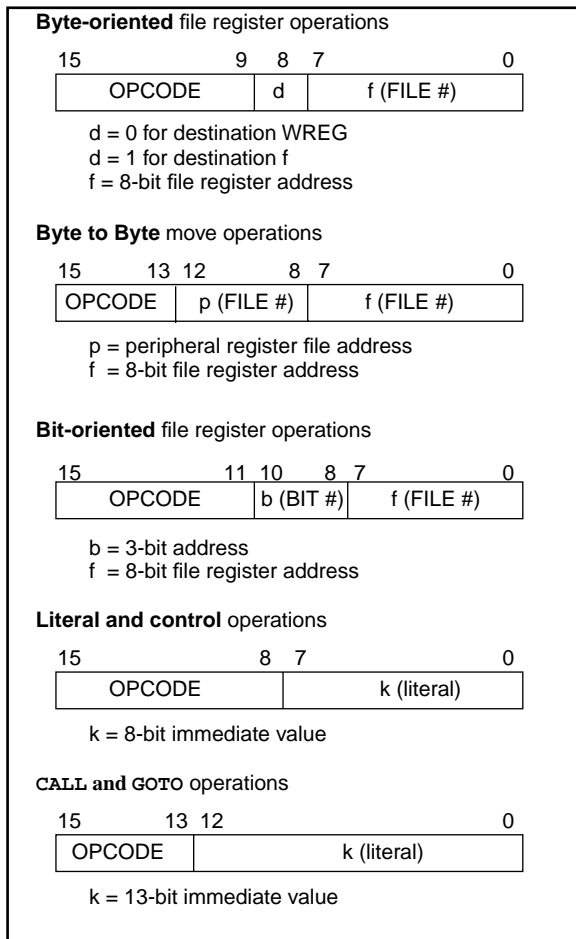 Byte-oriented file register operations
15 9 8 7 0
OPCODE d f (FILE #)
d = 0 for destination WREG
d = 1 for destination f
f = 8-bit file register address
Byte to Byte move operations
15 13 12 8 7 0
OPCODE p (FILE #) f (FILE #)
p = peripheral register file address
f = 8-bit file register address
Bit-oriented file register operations
15 11 10 8 7 0
OPCODE b (BIT #) f (FILE #)
b = 3-bit address
f = 8-bit file register address
Literal and control operations
15 8 7 0
OPCODE k (literal)
k = 8-bit immediate value
CALL and GOTO operations
15 13 12 0
OPCODE k (literal)
k = 13-bit immediate value